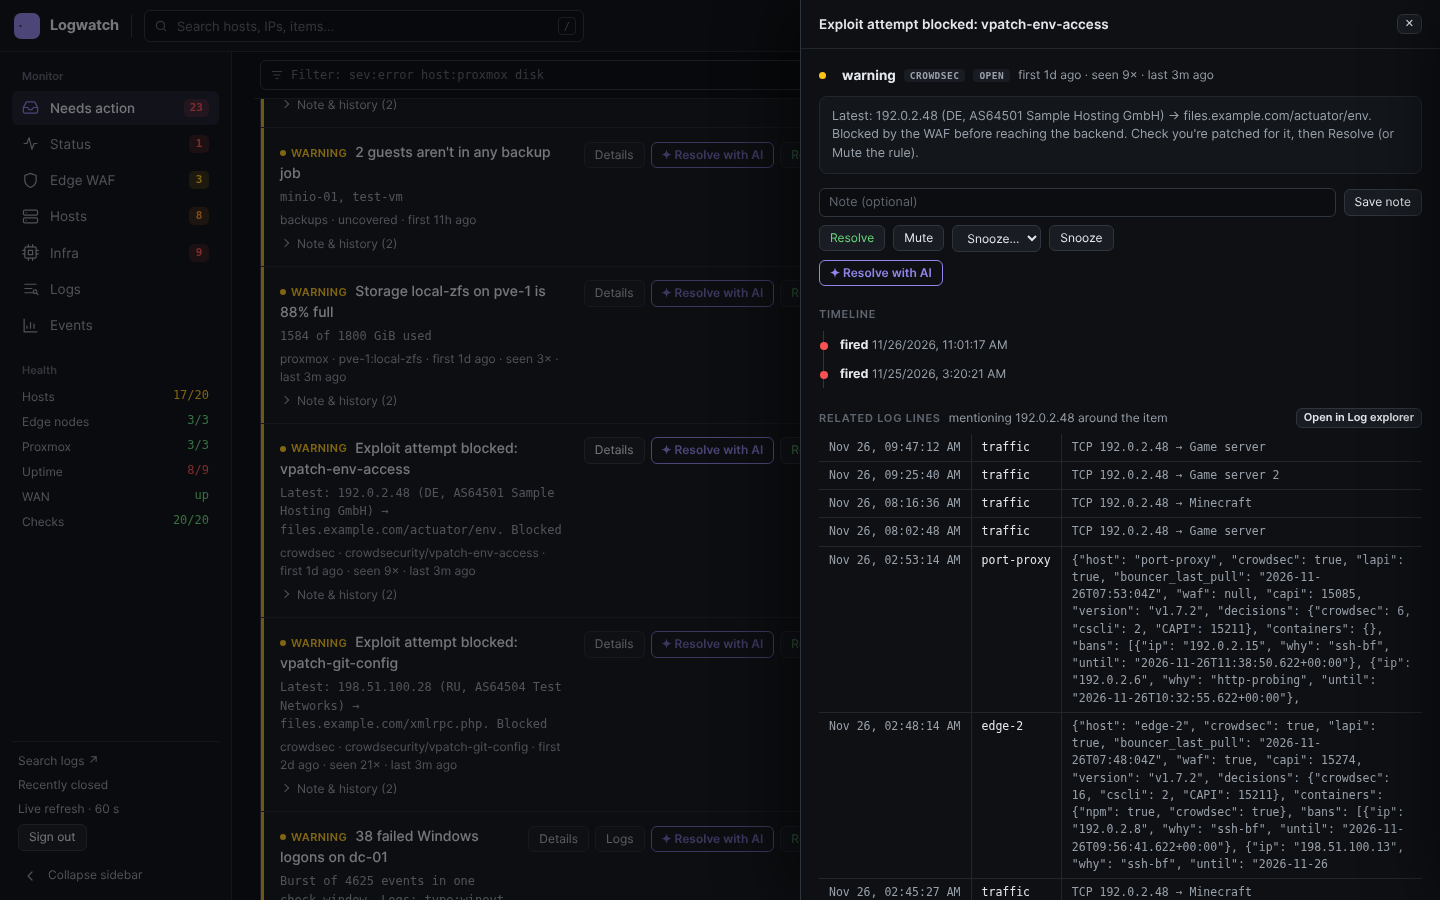 Logwatch
Search hosts, IPs, items...
/
Monitor
Needs action 23
Status 1
Edge WAF 3
Hosts 8
Infra 9
Logs
Events
Health
Hosts 17/20
Edge nodes 3/3
Proxmox 3/3
Uptime 8/9
WAN up
Checks 20/20
Search logs ↗
Recently closed
Live refresh · 60 s
Sign out
Collapse sidebar
Filter: sev:error host:proxmox disk
Note & history (2)
WARNING 2 guests aren't in any backup
job
Details
✦ Resolve with AI
minio-01, test-vm
backups · uncovered · first 11h ago
Note & history (2)
WARNING Storage local-zfs on pve-1 is
88% full
Details
✦ Resolve with AI
1584 of 1800 GiB used
proxmox · pve-1:local-zfs · first 1d ago · seen 3× ·
last 3m ago
Note & history (2)
WARNING Exploit attempt blocked:
vpatch-env-access
Details
✦ Resolve with AI
Latest: 192.0.2.48 (DE, AS64501 Sample
Hosting GmbH) →
files.example.com/actuator/env. Blocked
crowdsec · crowdsecurity/vpatch-env-access ·
first 1d ago · seen 9× · last 3m ago
Note & history (2)
WARNING Exploit attempt blocked:
vpatch-git-config
Details
✦ Resolve with AI
Latest: 198.51.100.28 (RU, AS64504 Test
Networks) →
files.example.com/xmlrpc.php. Blocked
crowdsec · crowdsecurity/vpatch-git-config · first
2d ago · seen 21× · last 3m ago
Note & history (2)
WARNING 38 failed Windows
logons on dc-01
Details
Logs
✦ Resolve with AI
Burst of 4625 events in one
Exploit attempt blocked: vpatch-env-access
✕
warning CROWDSEC OPEN first 1d ago · seen 9× · last 3m ago
Latest: 192.0.2.48 (DE, AS64501 Sample Hosting GmbH) → files.example.com/actuator/env.
Blocked by the WAF before reaching the backend. Check you're patched for it, then Resolve (or
Mute the rule).
Note (optional)
Save note
Resolve
Mute
Snooze...
Snooze
✦ Resolve with AI
TIMELINE
fired 11/26/2026, 11:01:17 AM
fired 11/25/2026, 3:20:21 AM
RELATED LOG LINES mentioning 192.0.2.48 around the item
Open in Log explorer
Nov 26, 09:47:12 AM traffic TCP 192.0.2.48 → Game server
Nov 26, 09:25:40 AM traffic TCP 192.0.2.48 → Game server 2
Nov 26, 08:16:36 AM traffic TCP 192.0.2.48 → Minecraft
Nov 26, 08:02:48 AM traffic TCP 192.0.2.48 → Game server
Nov 26, 02:53:14 AM port-proxy {"host": "port-proxy", "crowdsec": true, "lapi":
true, "bouncer_last_pull": "2026-11-
26T07:53:04Z", "waf": null, "capi": 15085,
"version": "v1.7.2", "decisions": {"crowdsec": 6,
"cscli": 2, "CAPI": 15211}, "containers": {},
"bans": [{"ip": "192.0.2.15", "why": "ssh-bf",
"until": "2026-11-26T11:38:50.622+00:00"}, {"ip":
"192.0.2.6", "why": "http-probing", "until":
"2026-11-26T10:32:55.622+00:00"},
Nov 26, 02:48:14 AM edge-2 {"host": "edge-2", "crowdsec": true, "lapi":
true, "bouncer_last_pull": "2026-11-
26T07:48:04Z", "waf": true, "capi": 15274,
"version": "v1.7.2", "decisions": {"crowdsec":
16, "cscli": 2, "CAPI": 15211}, "containers":
{"npm": true, "crowdsec": true}, "bans": [{"ip":
"192.0.2.8", "why": "ssh-bf", "until": "2026-11-
26T09:56:41.622+00:00"}, {"ip": "198.51.100.13",
"why": "ssh-bf", "until": "2026-11-26
Nov 26, 02:45:27 AM traffic TCP 192.0.2.48 → Minecraft